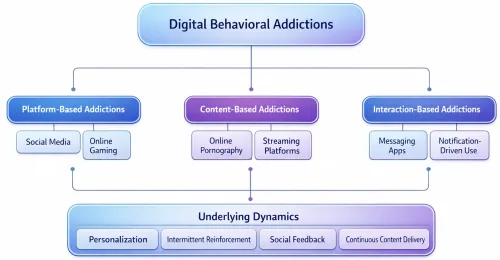 Digital Behavioral Addictions
Platform-Based Addictions
Content-Based Addictions
Interaction-Based Addictions
Social Media
Online
Gaming
Online
Pornography
Streaming
Platforms
Messaging
Apps
Notification-
Driven Use
Underlying Dynamics
Personalization
Intermittent Reinforcement
Social Feedback
Continuous Content Delivery